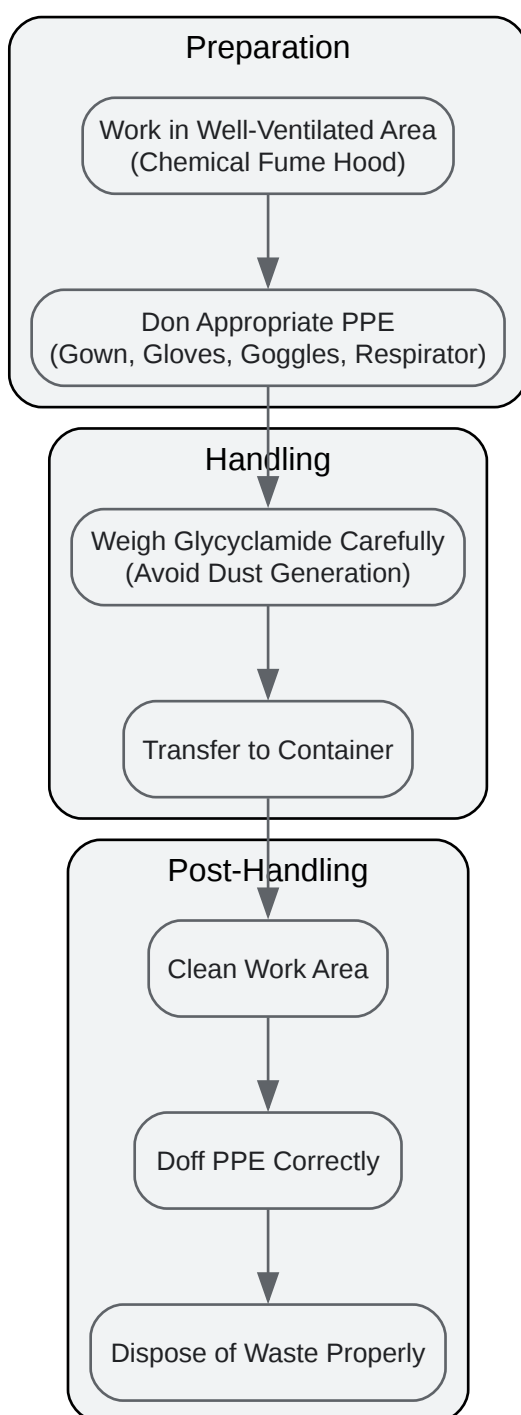 Preparation
Work in Well-Ventilated Area
(Chemical Fume Hood)
Don Appropriate PPE
(Gown, Gloves, Goggles, Respirator)
Handling
Weigh Glycyclamide Carefully
(Avoid Dust Generation)
Transfer to Container
Post-Handling
Clean Work Area
Doff PPE Correctly
Dispose of Waste Properly